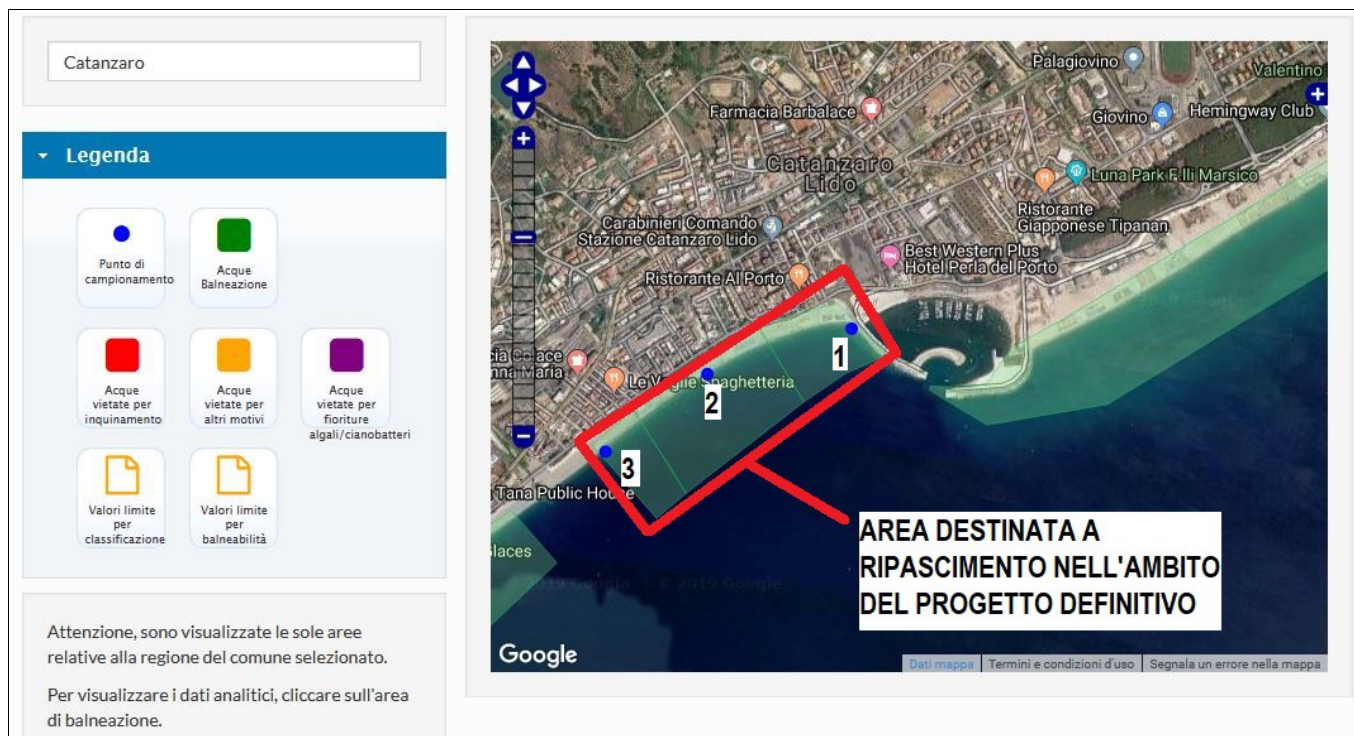 Catanzaro
Legenda
Punto di
campionamento
Acque
Balneazione
Acque
vietate per
inquinamento
Acque
vietate per
altri motivi
Acque
vietate per
fioriture
algali/cianobatteri
Valori limite
per
classificazione
Valori limite
per
balneabilità
Attenzione, sono visualizzate le sole aree
relative alla regione del comune selezionato.
Per visualizzare i dati analitici, cliccare sull'area
di balneazione.
Palagiovino
Valentino
Farmacia Barbalace
Giovino
Hemingway Club
Catanzaro
Lido
Luna Park F.lli Marsico
Carabinieri Comando
Stazione Catanzaro Lido
Ristorante
Giapponese Tipanan
Best Western Plus
Hotel Perla del Porto
Ristorante Al Porto
1
Le Voglie Spaghetteria
2
3
Tana Public House
AREA DESTINATA A
RIPASCIMENTO NELL'AMBITO
DEL PROGETTO DEFINITIVO
© 2019 Google
Google
Dati mappa
Termini e condizioni d'uso
Segnala un errore nella mappa